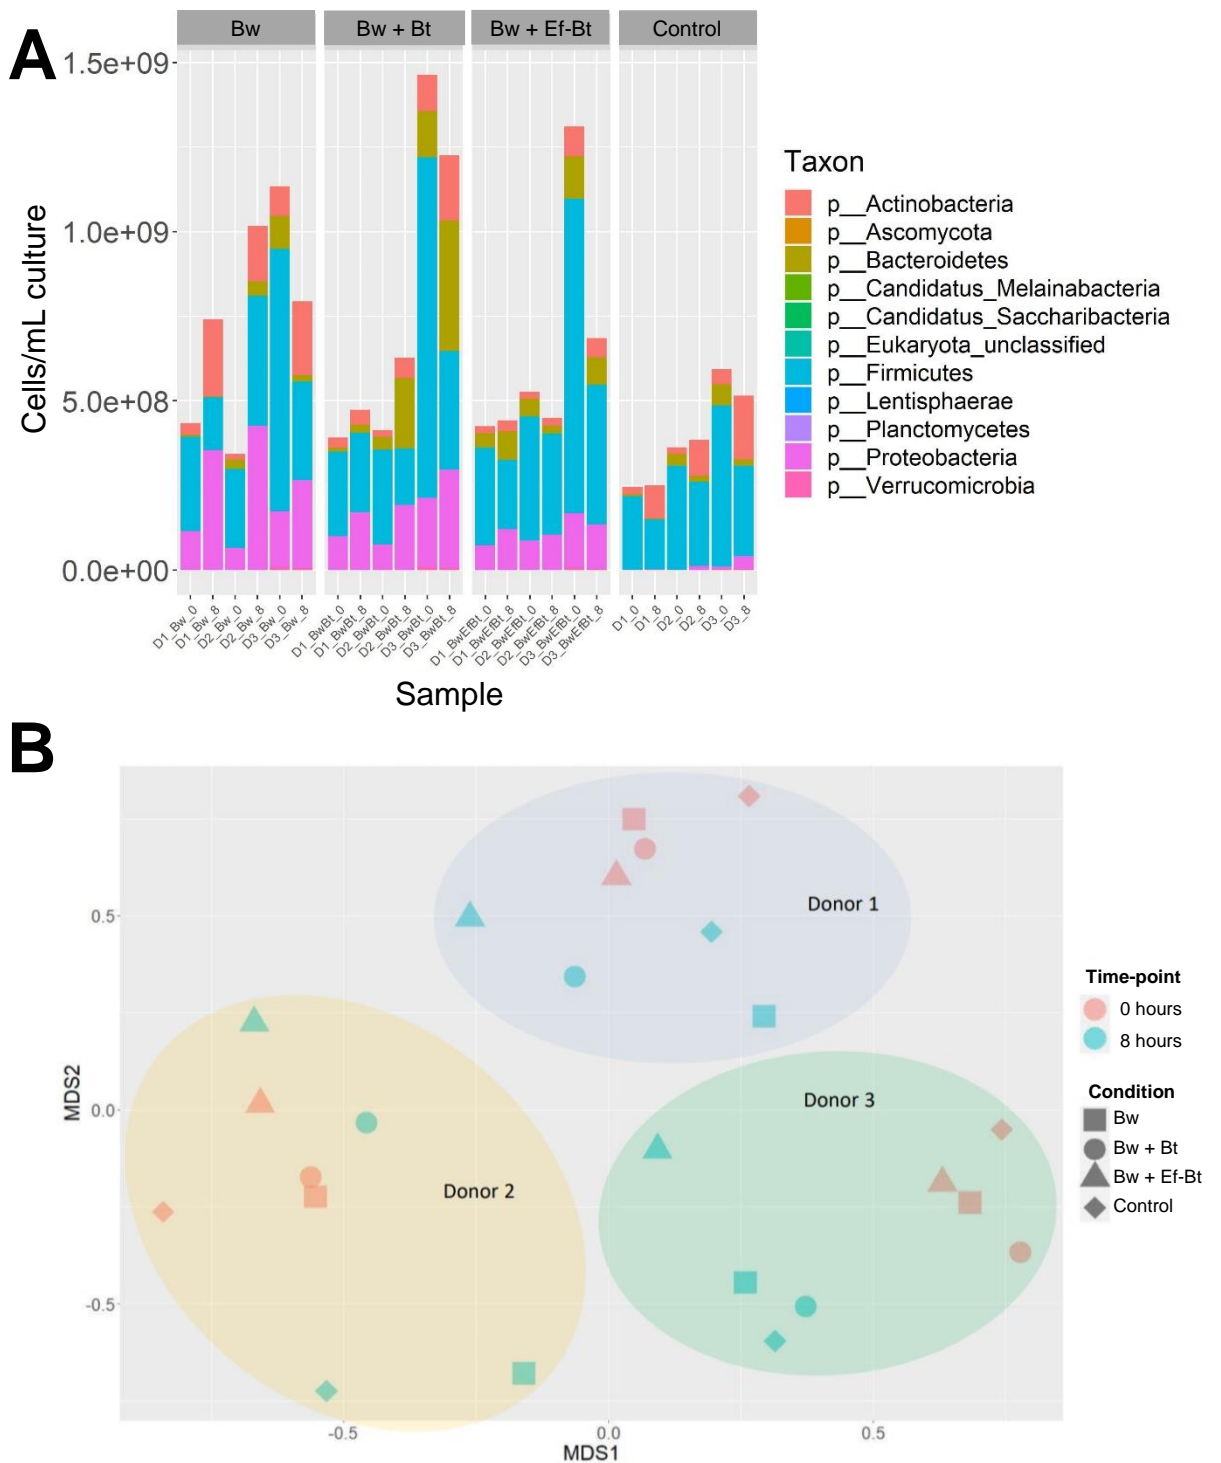 A
Bw
Bw + Bt
Bw + Ef-Bt
Control
1.5e+09
1.0e+09
5.0e+08
0.0e+00
Cells/mL culture
D1_Bw_0
D1_Bw_8
D2_Bw_0
D2_Bw_8
D3_Bw_0
D3_Bw_8
D1_BwBt_0
D1_BwBt_8
D2_BwBt_0
D2_BwBt_8
D3_BwBt_0
D3_BwBt_8
D1_BwEfBt_0
D1_BwEfBt_8
D2_BwEfBt_0
D2_BwEfBt_8
D3_BwEfBt_0
D3_BwEfBt_8
D1_0
D1_8
D2_0
D2_8
D3_0
D3_8
Sample
Taxon
p__Actinobacteria
p__Ascomycota
p__Bacteroidetes
p__Candidatus_Melainabacteria
p__Candidatus_Saccharibacteria
p__Eukaryota_unclassified
p__Firmicutes
p__Lentisphaerae
p__Planctomycetes
p__Proteobacteria
p__Verrucomicrobia
B
MDS2
0.5
0.0
-0.5
Donor 1
Donor 2
Donor 3
-0.5
0.0
0.5
MDS1
Time-point
0 hours
8 hours
Condition
Bw
Bw + Bt
Bw + Ef-Bt
Control